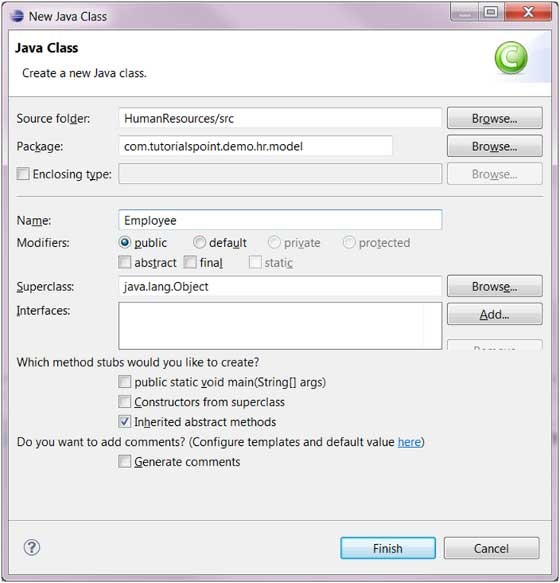 New Java Class
Java Class
Create a new Java class.
Source folder: HumanResources/src Browse...
Package: com.tutorialspoint.demo.hr.model Browse...
Enclosing type: Browse...
Name: Employee
Modifiers: public default private protected
abstract final static
Superclass: java.lang.Object Browse...
Interfaces: Add...
Which method stubs would you like to create?
public static void main(String[] args)
Constructors from superclass
Inherited abstract methods
Do you want to add comments? (Configure templates and default value here)
Generate comments
? Finish Cancel